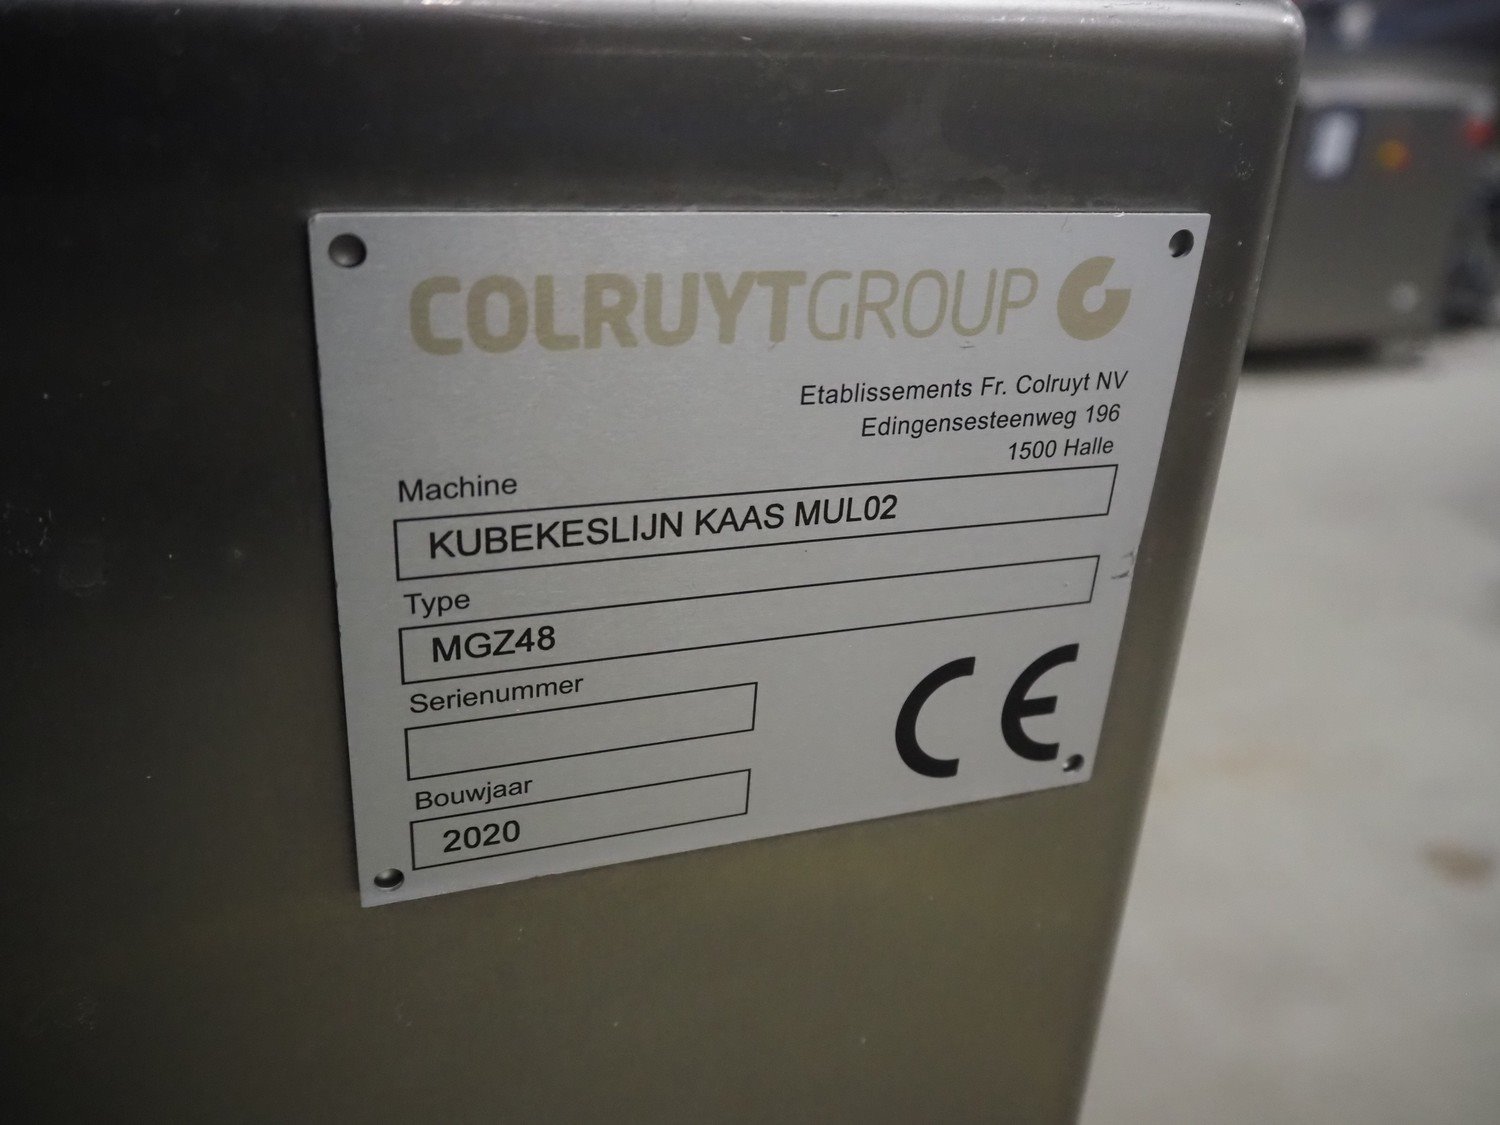 COLRUYTGROUP
Etablissements Fr. Colruyt NV
Edingensesteenweg 196
1500 Halle
Machine
KUBEKESLIJN KAAS MUL02
Type
MGZ48
Serienummer
Bouwjaar
2020
CE